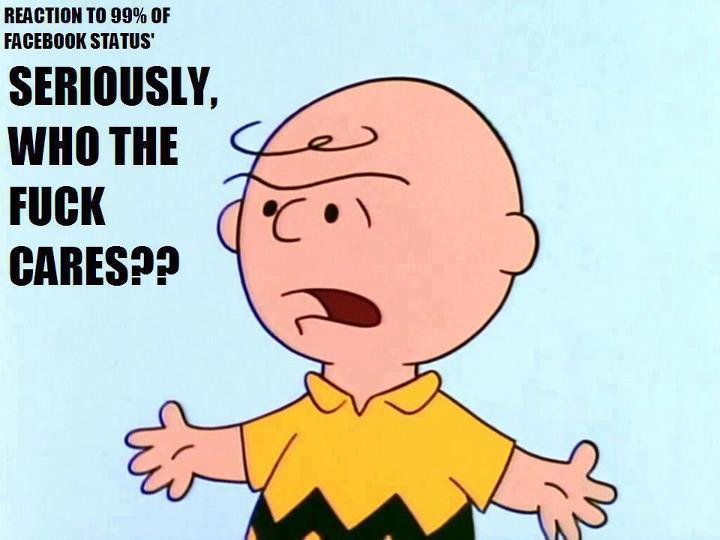 REACTION TO 99% OF
FACEBOOK STATUS'
SERIOUSLY,
WHO THE
FUCK
CARES??